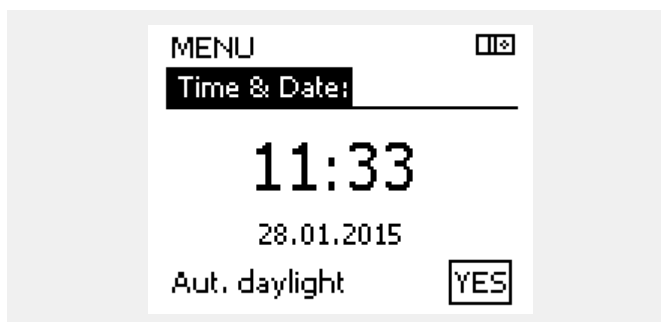 MENU
Time & Date:
11:33
28.01.2015
Aut. daylight YES